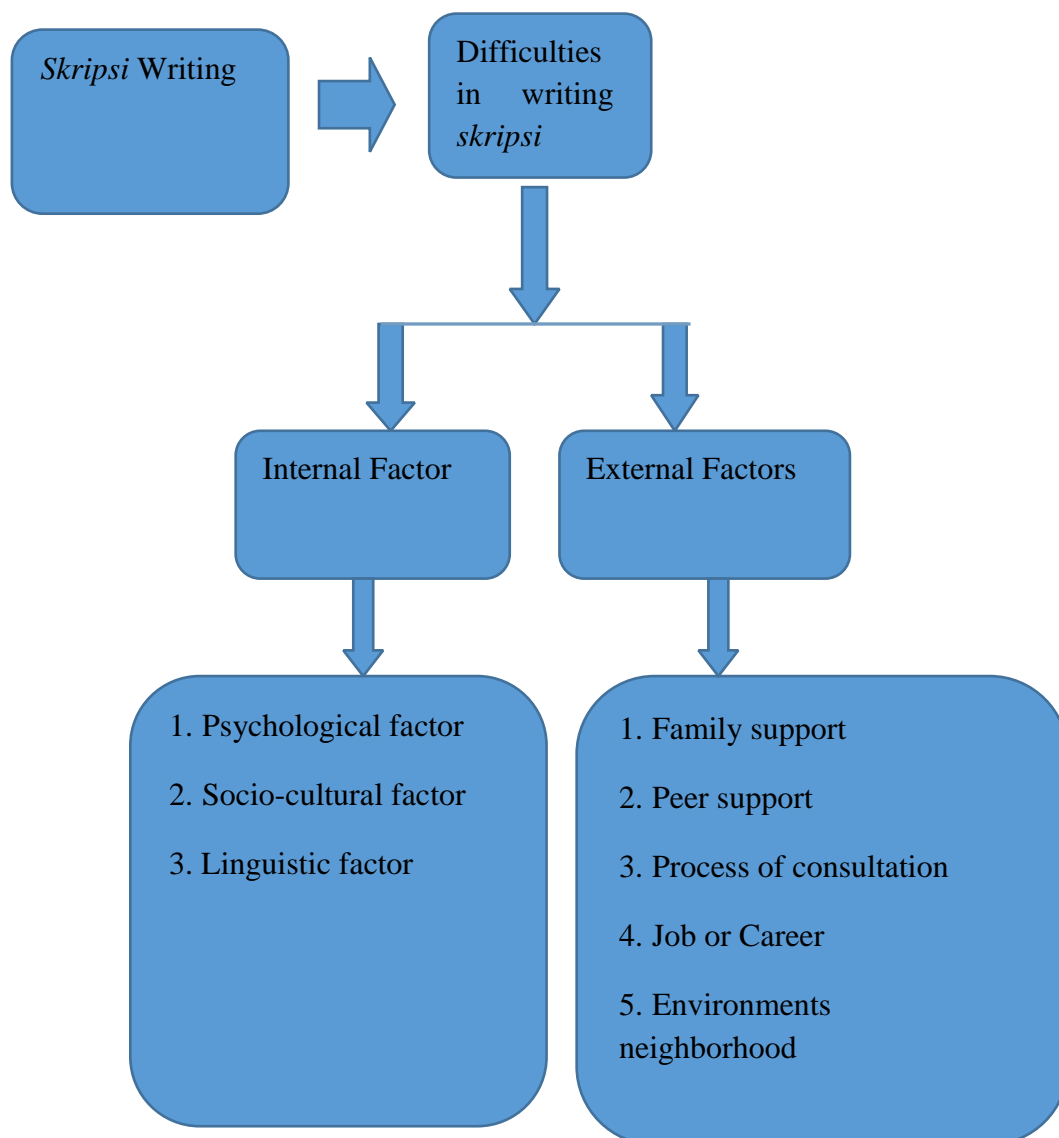 Skripsi Writing
Difficulties
in writing
skripsi
Internal Factor
External Factors
1. Psychological factor
2. Socio-cultural factor
3. Linguistic factor
1. Family support
2. Peer support
3. Process of consultation
4. Job or Career
5. Environments
neighborhood